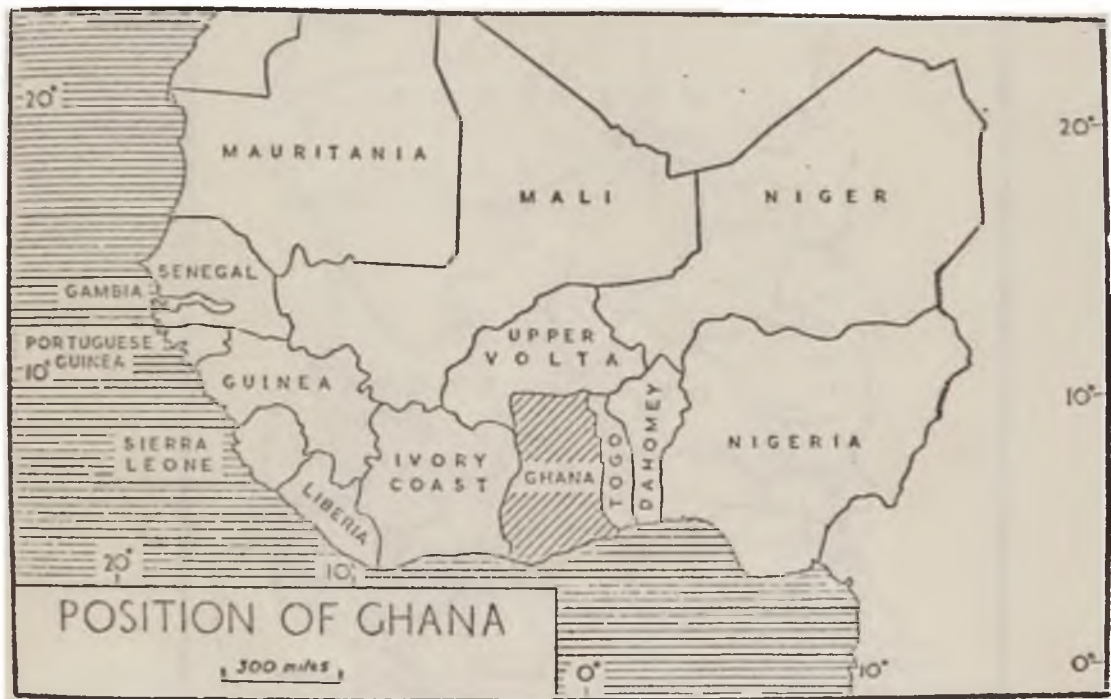 20°
20°
MAURITANIA
MALI
NIGER
SENEGAL
GAMBIA
PORTUGUESE
GUINEA
10°
UPPER
VOLTA
GUINEA
10°
SIERRA
LEONE
IVORY
COAST
LIBERIA
GHANA
TOGO
DAHOMEY
NIGERIA
20°
10°
POSITION OF GHANA
300 miles
0°
10°
0°